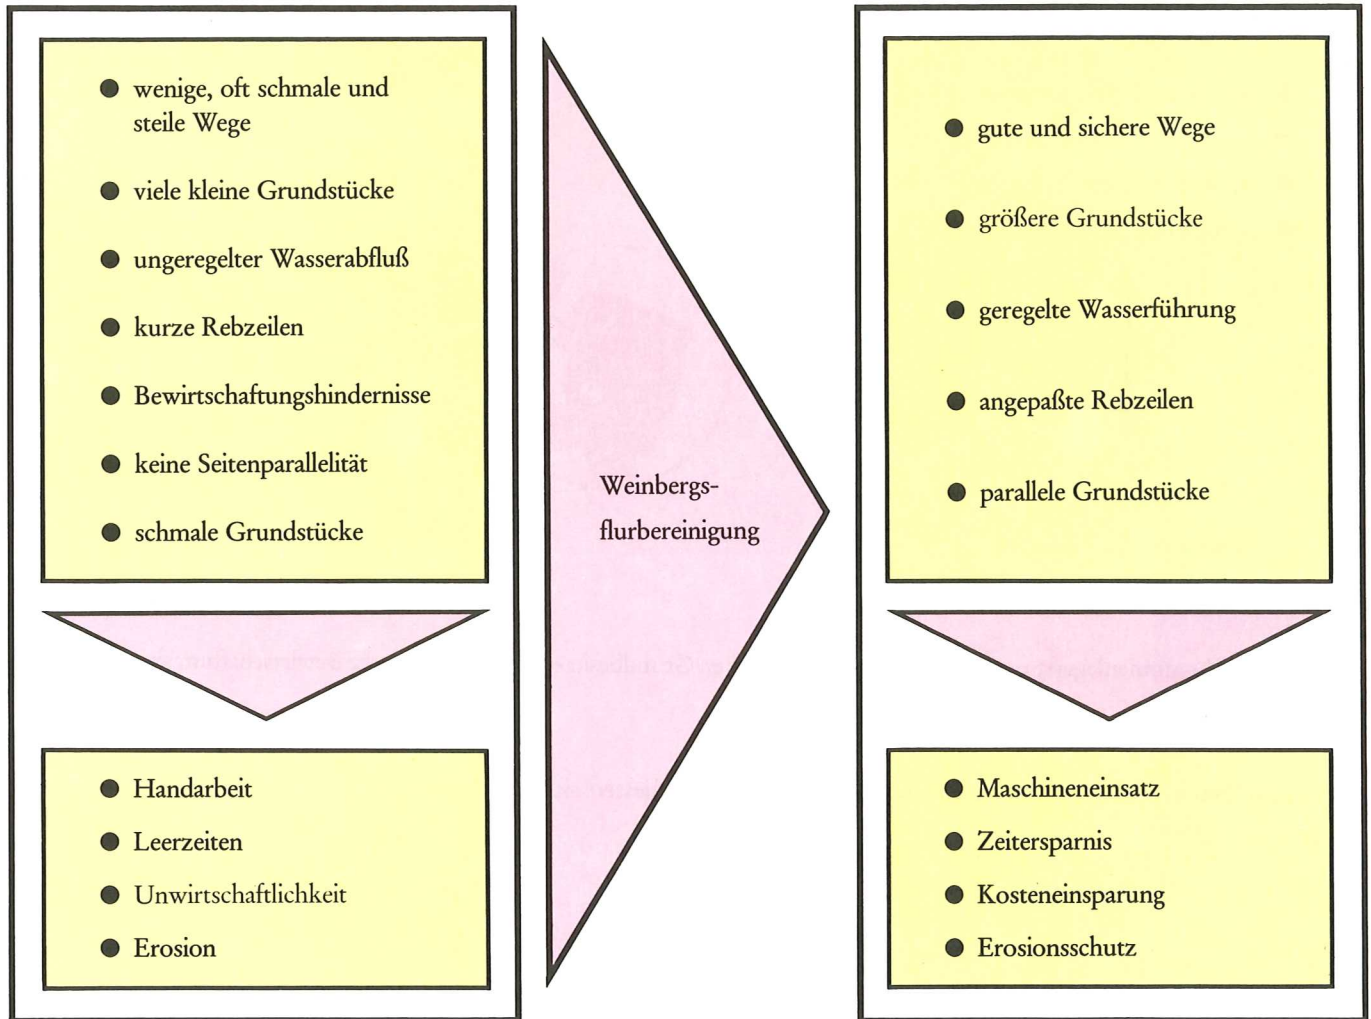 ● wenige, oft schmale und
steile Wege
● viele kleine Grundstücke
● ungeregelter Wasserabfluß
● kurze Rebzeilen
● Bewirtschaftungshindernisse
● keine Seitenparallelität
● schmale Grundstücke
● Handarbeit
● Leerzeiten
● Unwirtschaftlichkeit
● Erosion
Weinbergs-
flurbereinigung
● gute und sichere Wege
● größere Grundstücke
● geregelte Wasserführung
● angepaßte Rebzeilen
● parallele Grundstücke
● Maschineneinsatz
● Zeitersparnis
● Kosteneinsparung
● Erosionsschutz